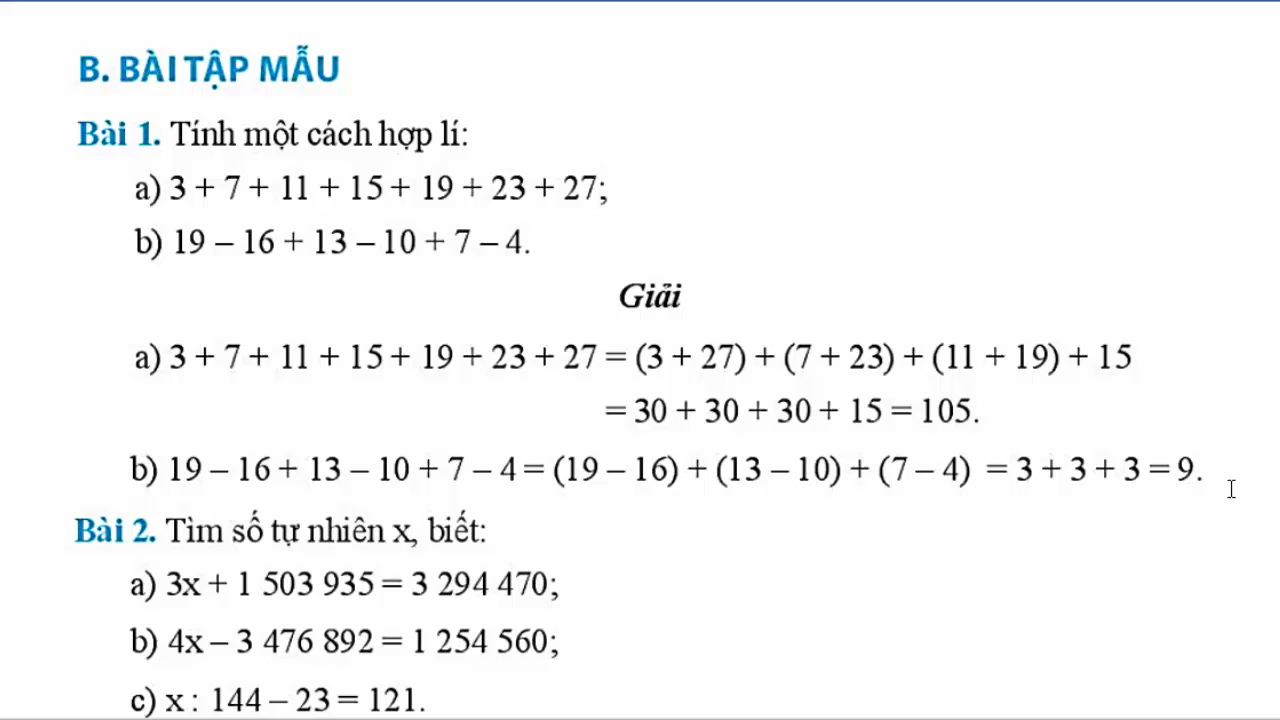 B. BÀI TẬP MẪU
Bài 1. Tính một cách hợp lí:
a) 3 + 7 + 11 + 15 + 19 + 23 + 27;
b) 19 – 16 + 13 – 10 + 7 – 4.
Giải
a) 3 + 7 + 11 + 15 + 19 + 23 + 27 = (3 + 27) + (7 + 23) + (11 + 19) + 15
= 30 + 30 + 30 + 15 = 105.
b) 19 – 16 + 13 – 10 + 7 – 4 = (19 – 16) + (13 – 10) + (7 – 4) = 3 + 3 + 3 = 9.
Bài 2. Tìm số tự nhiên x, biết:
a) 3x + 1 503 935 = 3 294 470;
b) 4x – 3 476 892 = 1 254 560;
c) x : 144 – 23 = 121.